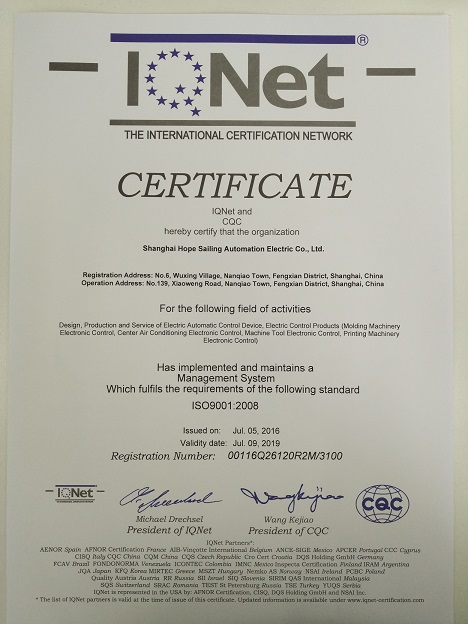 IQNet®
THE INTERNATIONAL CERTIFICATION NETWORK
CERTIFICATE
IQNet and
CQC
hereby certify that the organization
Shanghai Hope Sailing Automation Electric Co., Ltd.
Registration Address: No.6, Wuxing Village, Nanqiao Town, Fengxian District, Shanghai, China
Operation Address: No.139, Xiaoweng Road, Nanqiao Town, Fengxian District, Shanghai, China
For the following field of activities
Design, Production and Service of Electric Automatic Control Device, Electric Control Products (Molding Machinery
Electronic Control, Center Air Conditioning Electronic Control, Machine Tool Electronic Control, Printing Machinery
Electronic Control)
Has implemented and maintains a
Management System
Which fulfils the requirements of the following standard
ISO9001:2008
Issued on: Jul. 05, 2016
Validity date: Jul. 09, 2019
Registration Number: 00116Q26120R2M/3100
IQNet
CQC
Michael Drechsel Wang Kejiao
President of IQNet President of CQC
IQNet Partners*:
AENOR Spain AFNOR Certification France AIB-Vinçotte International Belgium ANCE-SIGE Mexico APCER Portugal CCC Cyprus
CISQ Italy CQC China CQM China CQS Czech Republic Cro Cert Croatia DQS Holding GmbH Germany
FCAV Brazil FONDONORMA Venezuela ICONTEC Colombia IMNC Mexico Inspecta Certification Finland IRAM Argentina
JQA Japan KFQ Korea MIRTEC Greece MSZT Hungary Nemko AS Norway NSAI Ireland PCBC Poland
Quality Austria Austria RR Russia SII Israel SIQ Slovenia SIRIM QAS International Malaysia
SQS Switzerland SRAC Romania TEST St Petersburg Russia TSE Turkey YUQS Serbia
IQNet is represented in the USA by: AFNOR Certification, CISQ, DQS Holding GmbH and NSAI Inc.
* The list of IQNet partners is valid at the time of issue of this certificate. Updated information is available under www.iqnet-certification.com